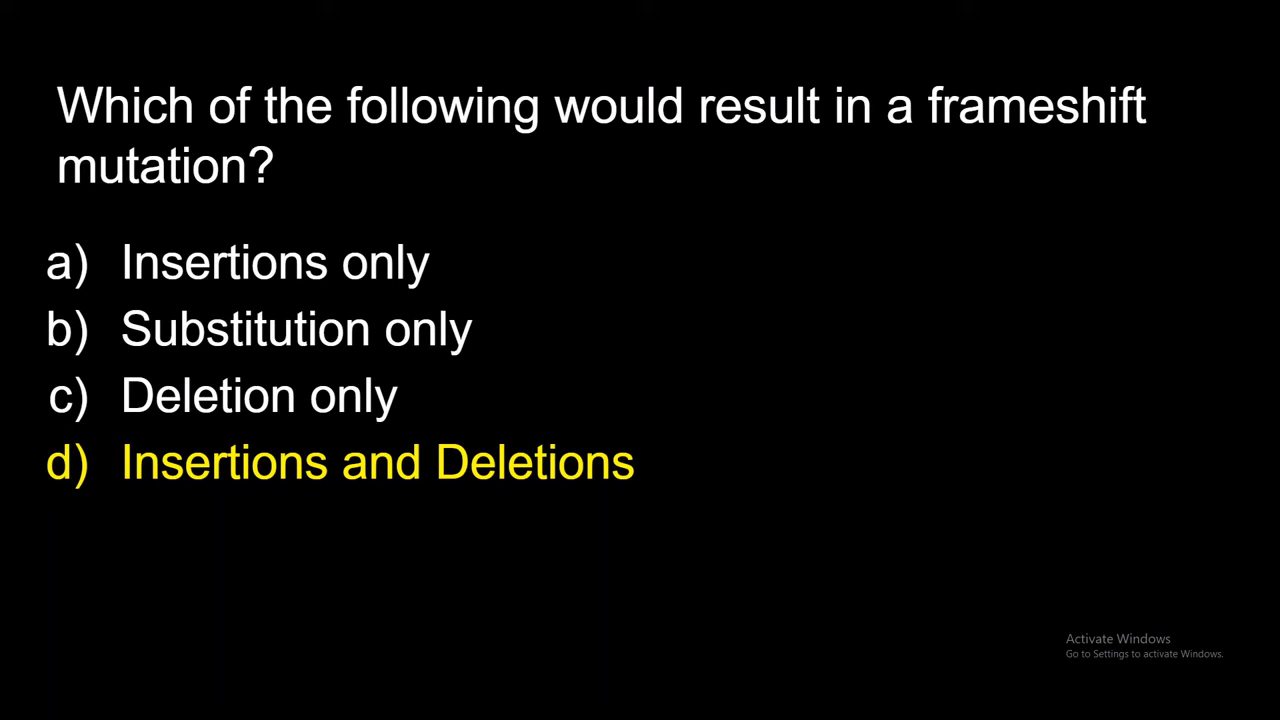 Which of the following would result in a frameshift
mutation?
a) Insertions only
b) Substitution only
c) Deletion only
d) Insertions and Deletions
Activate Windows
Go to Settings to activate Windows.